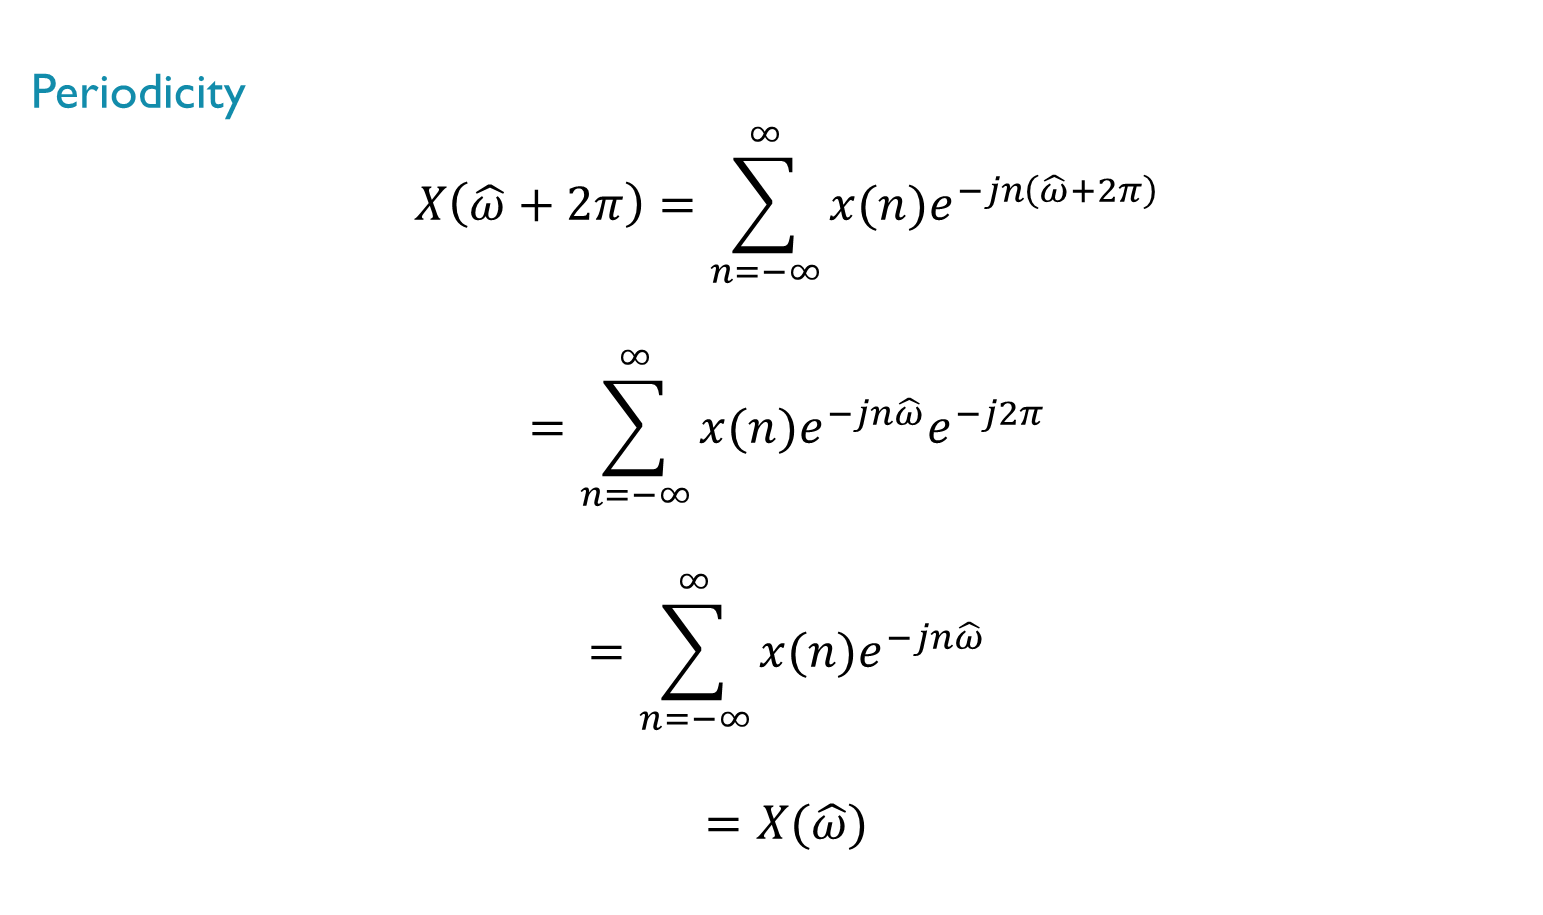 Periodicity
X(ω̂ + 2π) = ∑_{n=−∞}^{∞} x(n)e^{−jn(ω̂+2π)}
= ∑_{n=−∞}^{∞} x(n)e^{−jnω̂}e^{−j2π}
= ∑_{n=−∞}^{∞} x(n)e^{−jnω̂}
= X(ω̂)